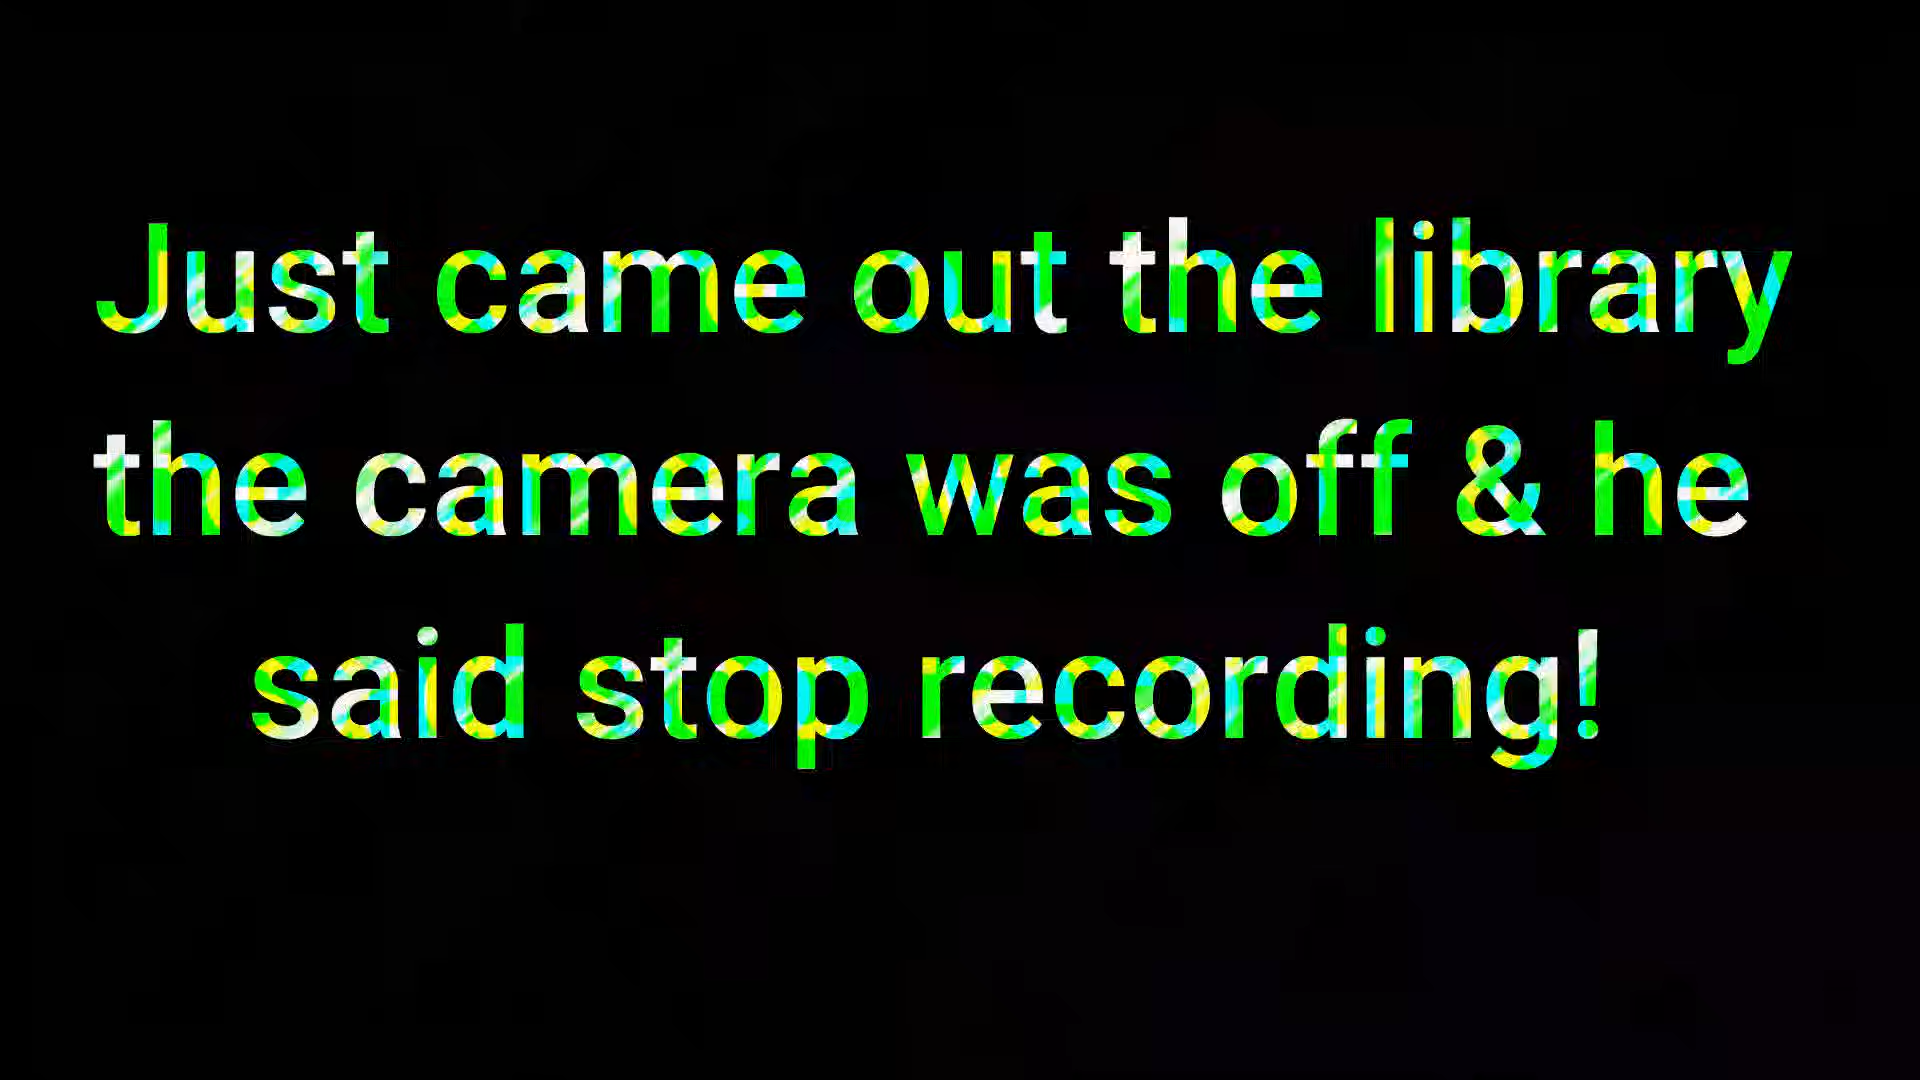 Just came out the library
the camera was off & he
said stop recording!